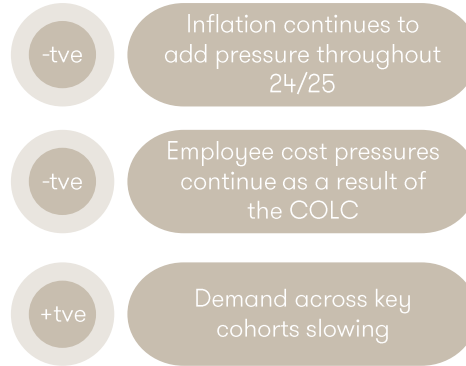 -tve
Inflation continues to
add pressure throughout
24/25
-tve
Employee cost pressures
continue as a result of
the COLC
+tve
Demand across key
cohorts slowing